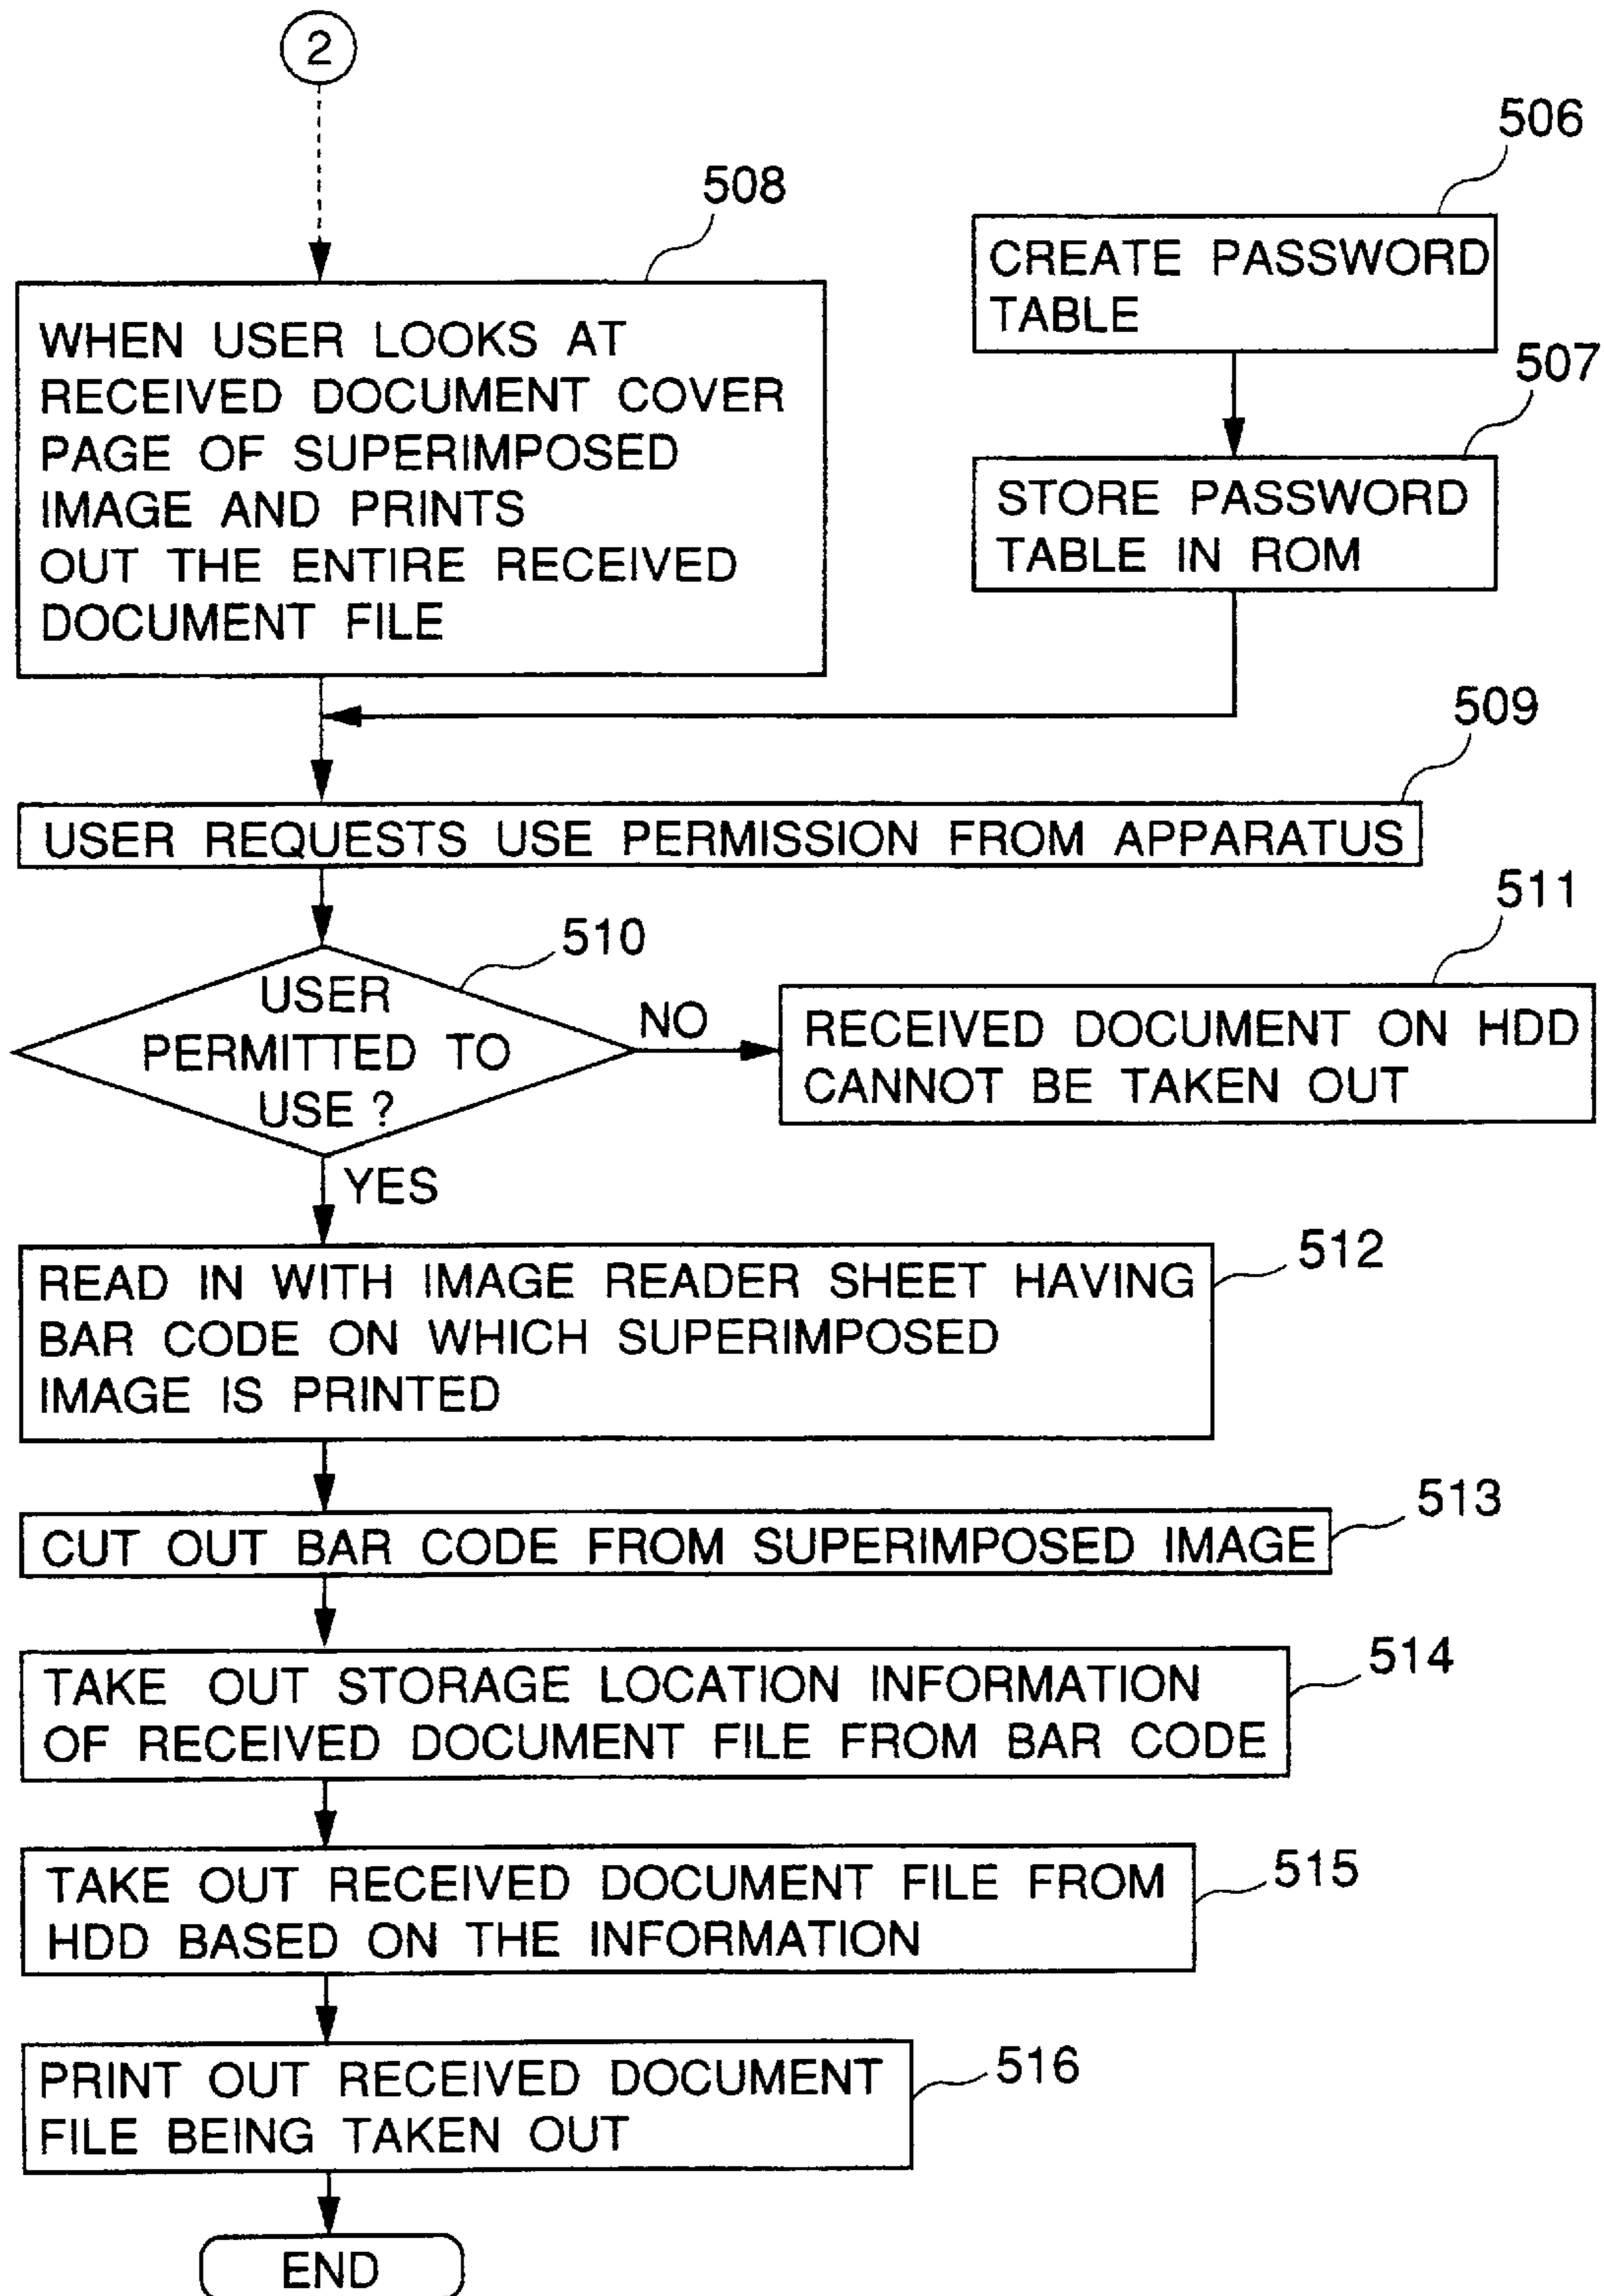 2
506
508
CREATE PASSWORD
TABLE
WHEN USER LOOKS AT
RECEIVED DOCUMENT COVER
PAGE OF SUPERIMPOSED
IMAGE AND PRINTS
OUT THE ENTIRE RECEIVED
DOCUMENT FILE
507
STORE PASSWORD
TABLE IN ROM
509
USER REQUESTS USE PERMISSION FROM APPARATUS
510
USER
PERMITTED TO
USE ?
NO
511
RECEIVED DOCUMENT ON HDD
CANNOT BE TAKEN OUT
YES
512
READ IN WITH IMAGE READER SHEET HAVING
BAR CODE ON WHICH SUPERIMPOSED
IMAGE IS PRINTED
513
CUT OUT BAR CODE FROM SUPERIMPOSED IMAGE
514
TAKE OUT STORAGE LOCATION INFORMATION
OF RECEIVED DOCUMENT FILE FROM BAR CODE
515
TAKE OUT RECEIVED DOCUMENT FILE FROM
HDD BASED ON THE INFORMATION
516
PRINT OUT RECEIVED DOCUMENT
FILE BEING TAKEN OUT
END